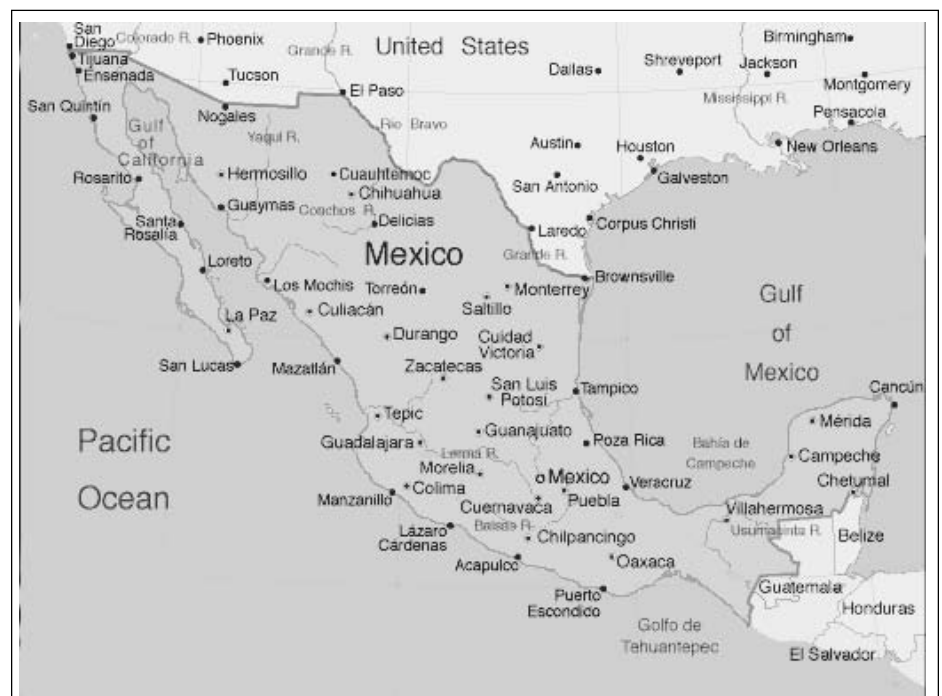 San
Diego
Colorado R.
Phoenix
Grande R.
United States
Birmingham
Tijuana
Ensenada
Tucson
El Paso
Dallas
Shreveport
Jackson
Montgomery
San Quintín
Nogales
Mississippi R.
Pensacola
Gulf
of
California
Yaqui R.
Rio Bravo
Austin
Houston
New Orleans
Rosarito
Hermosillo
Cuauhtemoc
Chihuahua
San Antonio
Galveston
Guaymas
Conchos R.
Delicias
Santa
Rosalía
Laredo
Corpus Christi
Mexico
Grande R.
Loreto
Los Mochis
Torreón
Monterrey
Brownsville
Saltillo
Gulf
of
Mexico
La Paz
Culiacán
Durango
Cuidad
Victoria
San Lucas
Mazatlán
Zacatecas
San Luis
Potosi
Tampico
Cancún
Tepic
Guanajuato
Mérida
Pacific
Ocean
Guadalajara
Lerma R.
Poza Rica
Bahía de
Campeche
Campeche
Morelia
Mexico
Colima
Manzanillo
Cuernavaca
Puebla
Veracruz
Chetumal
Villahermosa
Usumasinta R.
Belize
Lázaro
Cárdenas
Balsas R.
Chilpancingo
Acapulco
Oaxaca
Guatemala
Puerto
Escondido
Honduras
Golfo de
Tehuantepec
El Salvador